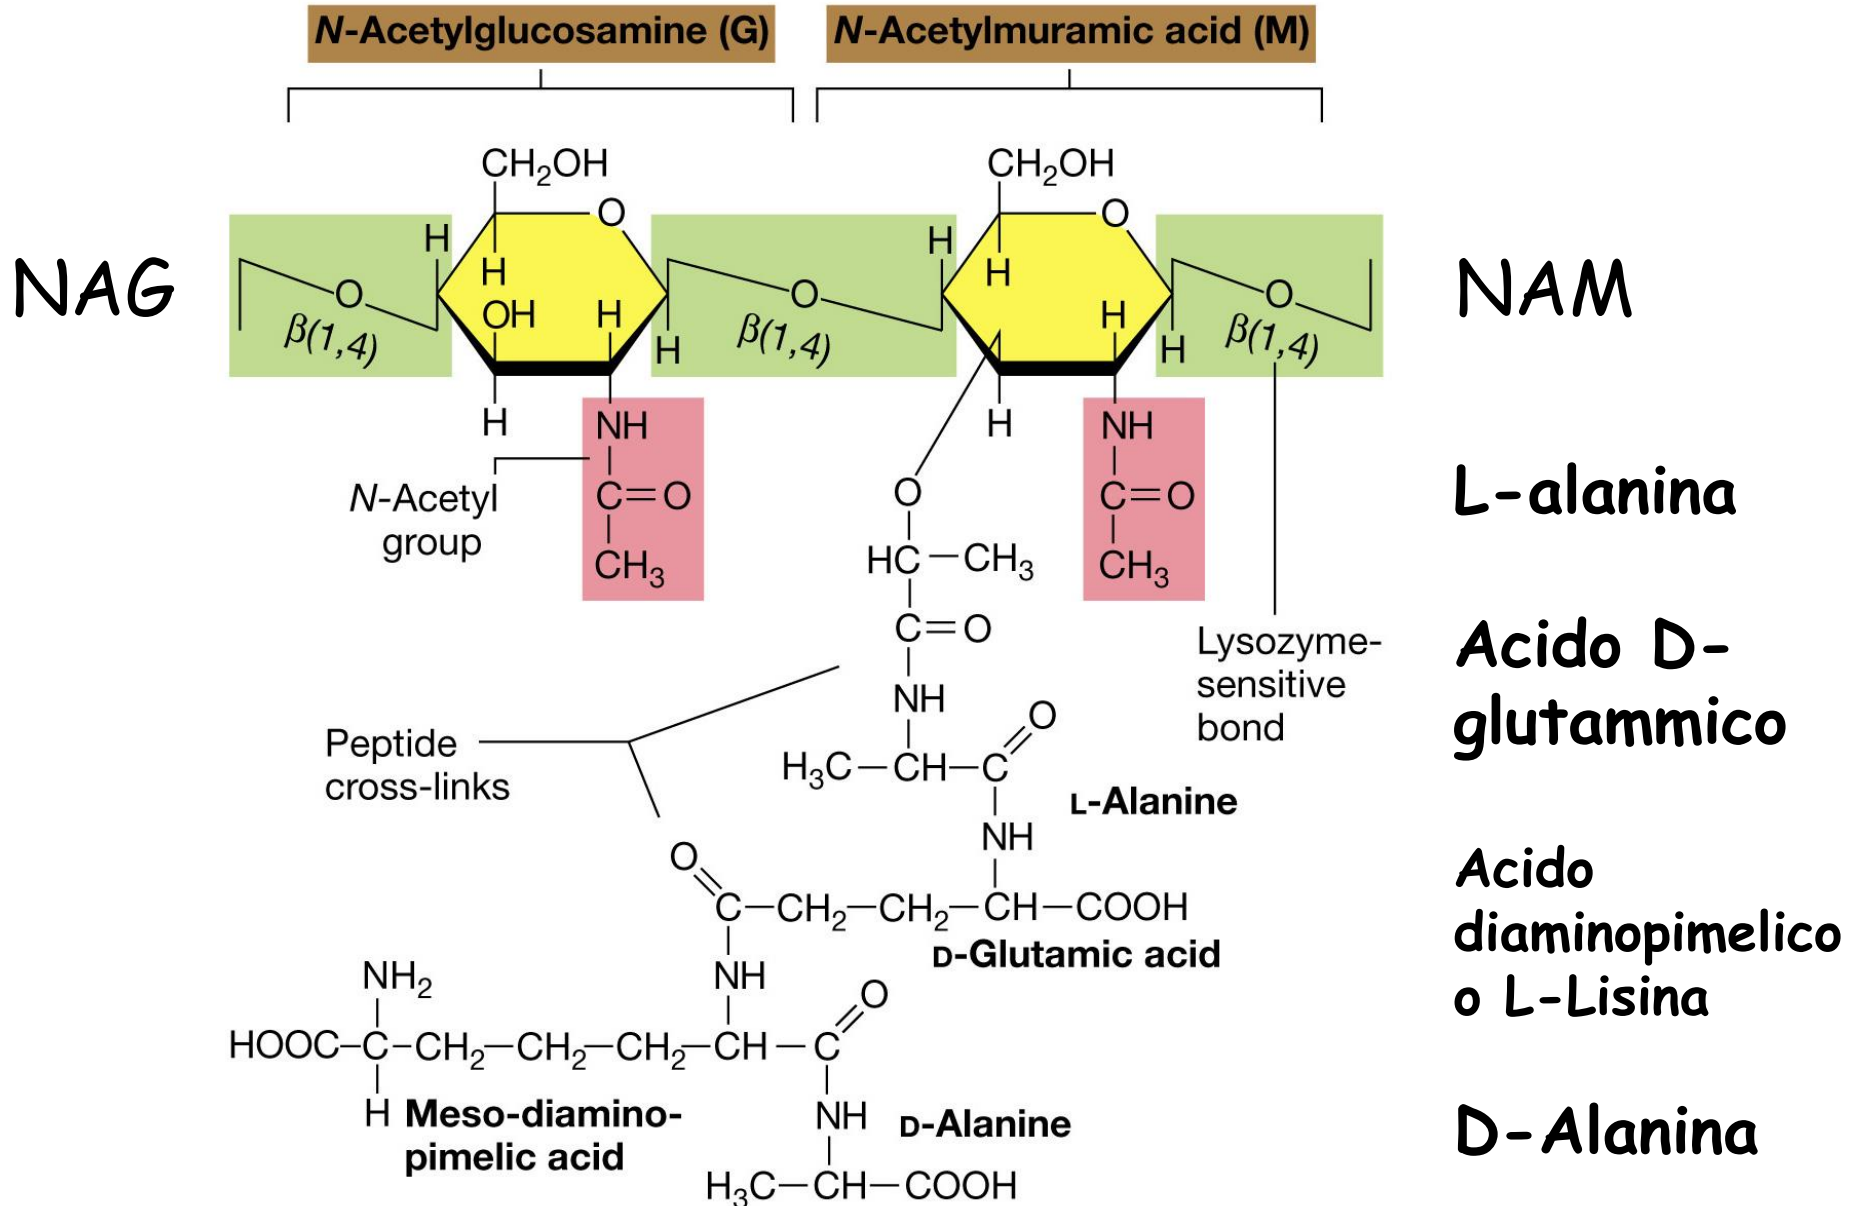 N-Acetylglucosamine (G)
N-Acetylmuramic acid (M)
CH₂OH
CH₂OH
O
O
H
H
NAG
O
β(1,4)
H
OH
H
H
O
β(1,4)
H
H
H
O
β(1,4)
NAM
H
NH
H
NH
N-Acetyl
group
C=O
CH₃
O
C=O
CH₃
L-alanina
HC–CH₃
C=O
Lysozyme-
sensitive
bond
Acido D-
glutammico
NH
O
Peptide
cross-links
H₃C–CH–C
L-Alanine
NH
O
C–CH₂–CH₂–CH–COOH
D-Glutamic acid
Acido
diaminopimelico
o L-Lisina
NH₂
NH
O
HOOC–C–CH₂–CH₂–CH₂–CH–C
H
Meso-diamino-
pimelic acid
NH
D-Alanine
D-Alanina
H₃C–CH–COOH